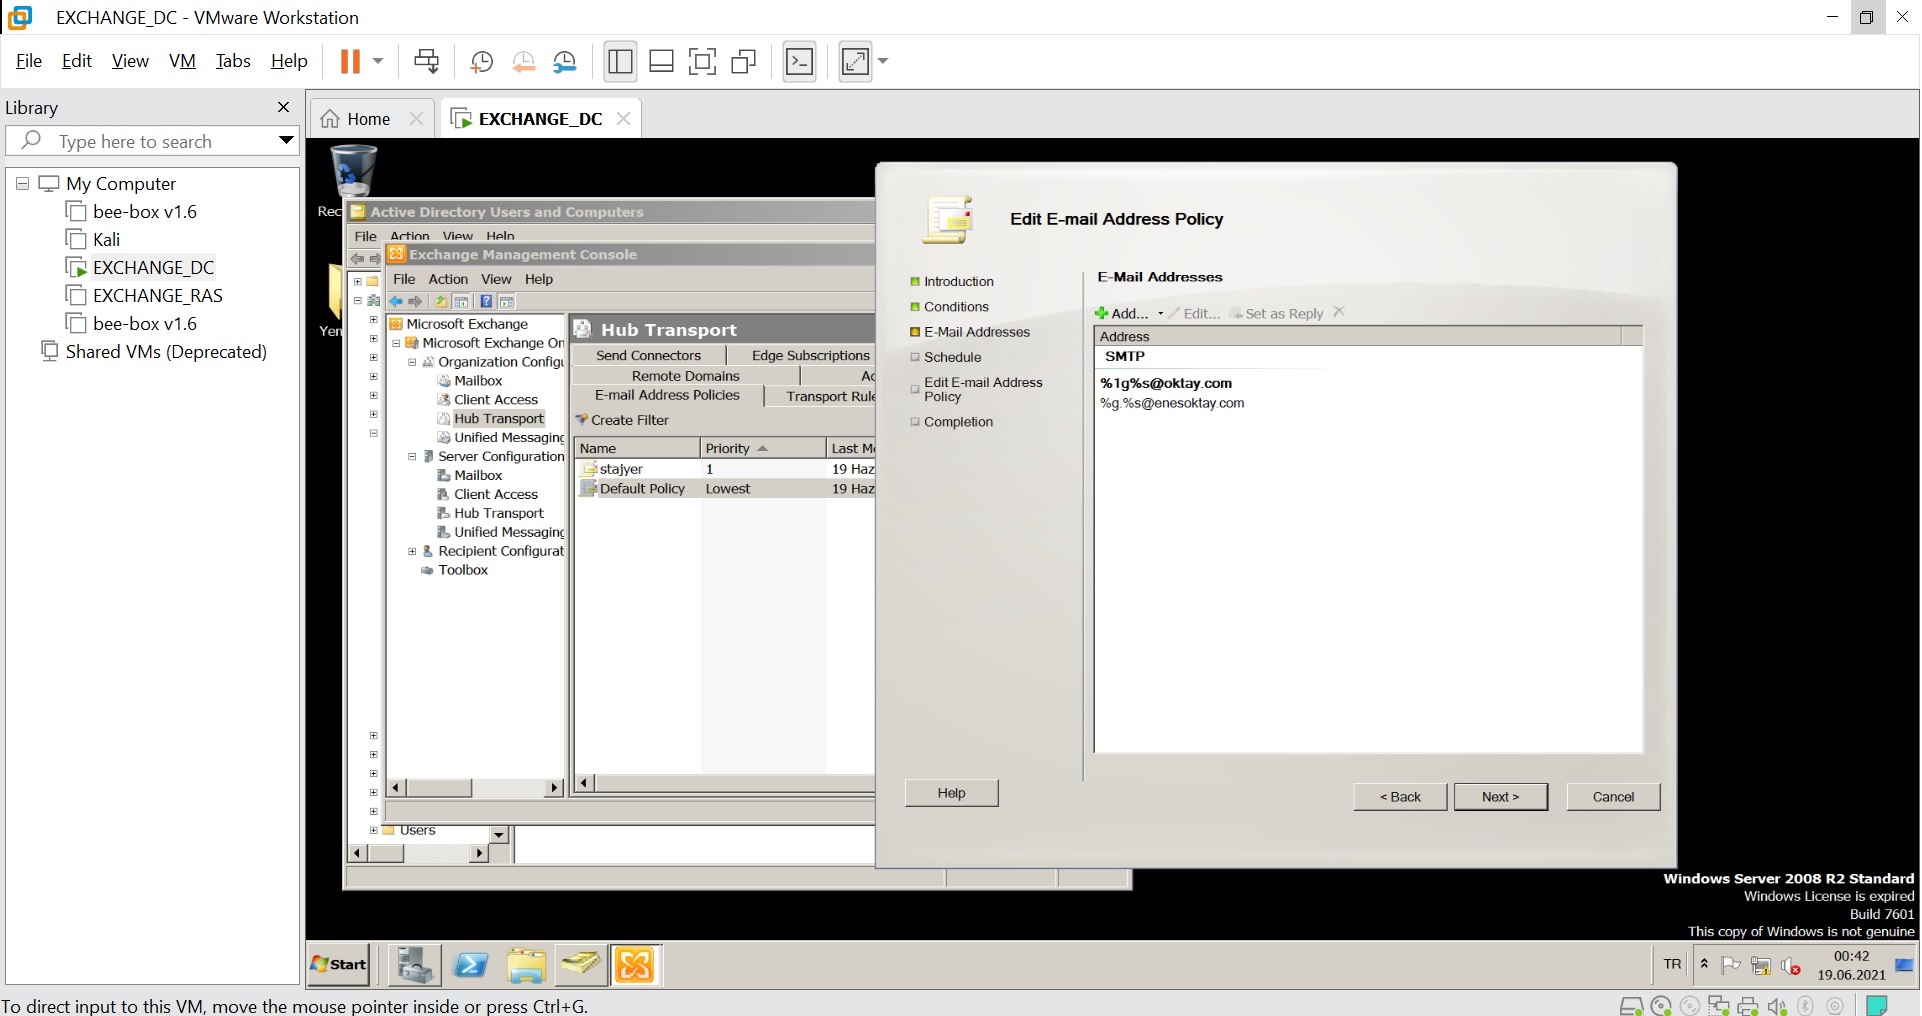 EXCHANGE_DC - VMware Workstation
File Edit View VM Tabs Help
Library
Type here to search
My Computer
bee-box v1.6
Kali
EXCHANGE_DC
EXCHANGE_RAS
bee-box v1.6
Shared VMs (Deprecated)
Home
EXCHANGE_DC
Rec
Yen
Active Directory Users and Computers
File Action View Help
Users
Exchange Management Console
File Action View Help
Microsoft Exchange
Microsoft Exchange On
Organization Configu
Mailbox
Client Access
Hub Transport
Unified Messaging
Server Configuration
Mailbox
Client Access
Hub Transport
Unified Messaging
Recipient Configurat
Toolbox
Hub Transport
Send Connectors Edge Subscriptions
Remote Domains Ac
E-mail Address Policies Transport Rule
Create Filter
Name Priority Last Mo
stajyer 1 19 Haz
Default Policy Lowest 19 Haz
Edit E-mail Address Policy
Introduction
Conditions
E-Mail Addresses
Schedule
Edit E-mail Address
Policy
Completion
E-Mail Addresses
Add... Edit... Set as Reply
Address
SMTP
%1g%s@oktay.com
%g.%s@enesoktay.com
Help
< Back Next > Cancel
Windows Server 2008 R2 Standard
Windows License is expired
Build 7601
This copy of Windows is not genuine
Start
TR
00:42
19.06.2021
To direct input to this VM, move the mouse pointer inside or press Ctrl+G.